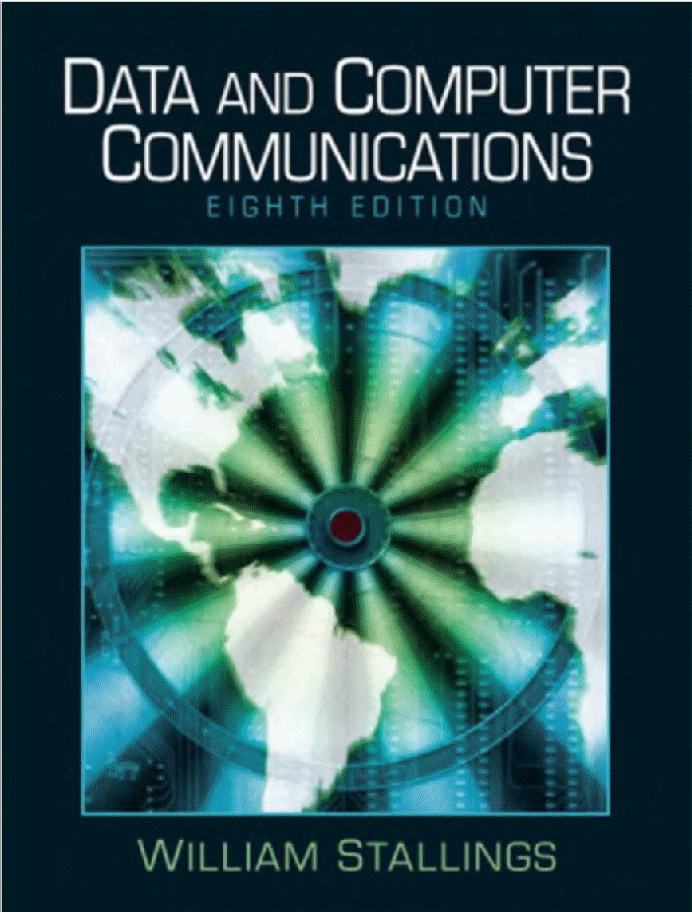 DATA AND COMPUTER
COMMUNICATIONS
EIGHTH EDITION
WILLIAM STALLINGS